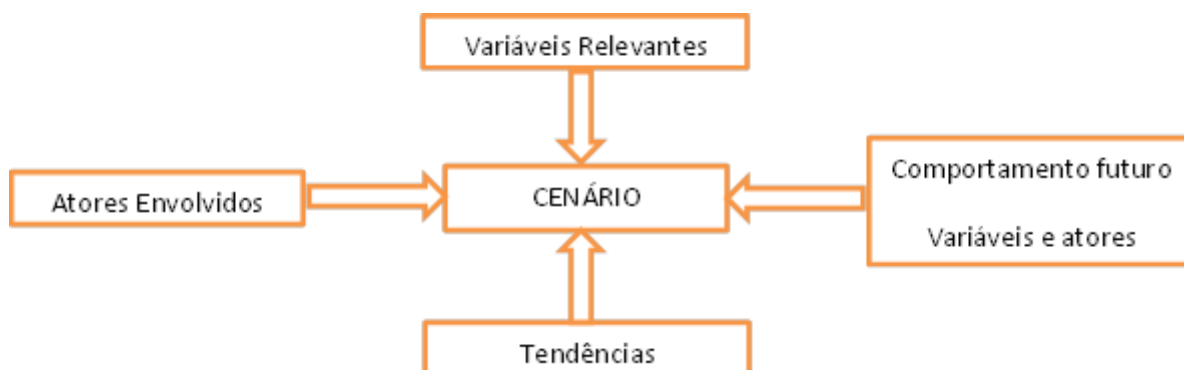 Variáveis Relevantes
Atores Envolvidos
CENÁRIO
Comportamento futuro
Variáveis e atores
Tendências